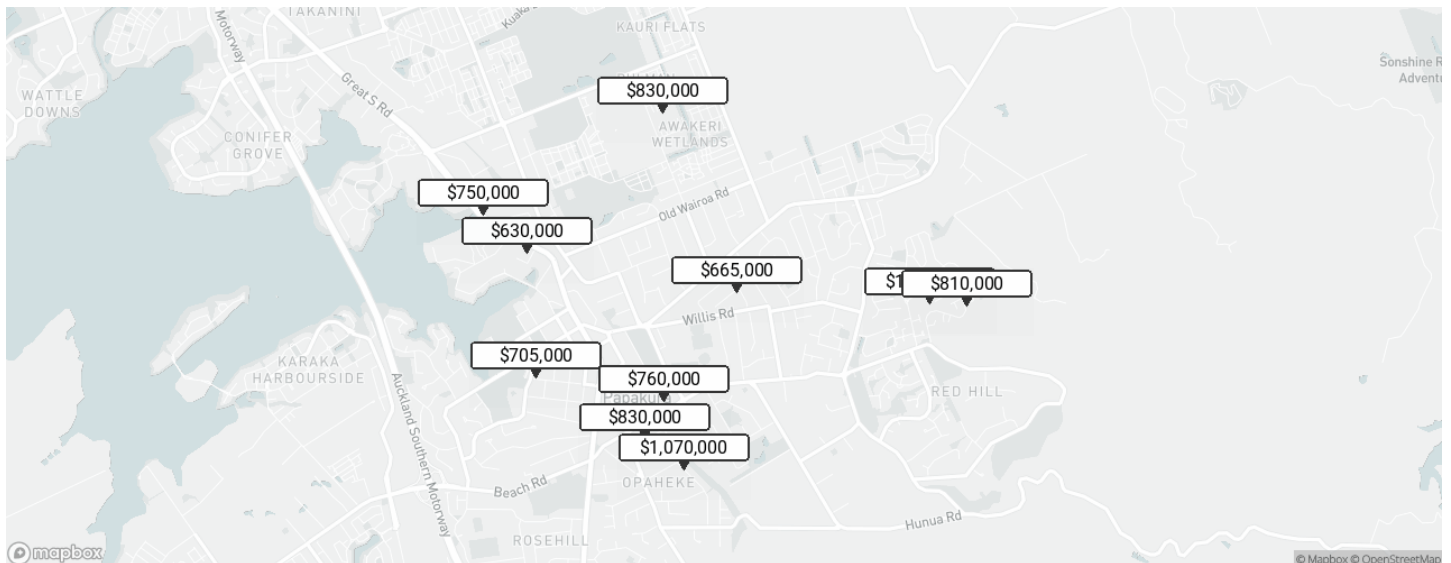 TAKANINI
Motorway
KAURI FLATS
Great S Rd
WATTLE
DOWNS
$830,000
AWAKERI
WETLANDS
CONIFER
GROVE
$750,000
Old Wairoa Rd
$630,000
$665,000
$810,000
Willis Rd
$705,000
KARAKA
HARBOURSIDE
$760,000
RED HILL
$830,000
$1,070,000
Auckland Southern Motorway
Beach Rd
OPAHEKE
Hunua Rd
ROSEHILL
mapbox
© Mapbox © OpenStreetMap